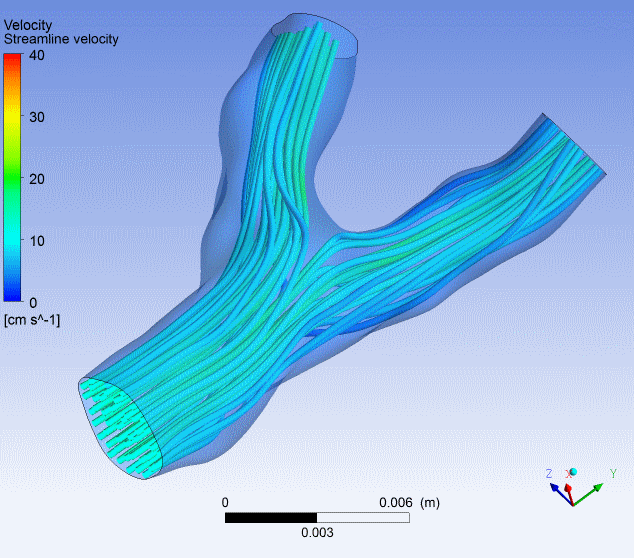 Velocity
Streamline velocity
40
30
20
10
0
[cm s^-1]
0 0.006 (m)
0.003
Z X Y